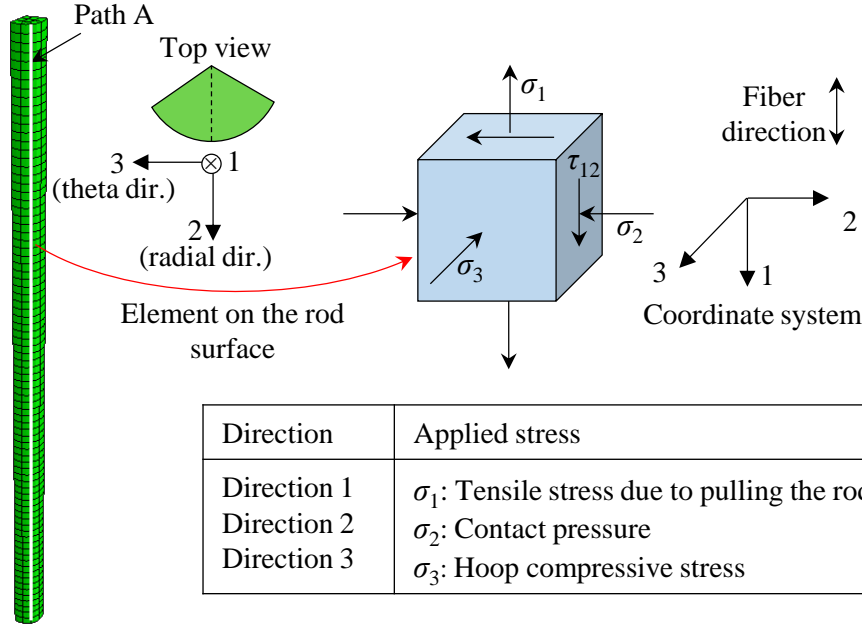 Path A
Top view
3
1
(theta dir.)
2
(radial dir.)
Element on the rod
surface
σ1
τ12
σ2
σ3
Fiber
direction
2
3
1
Coordinate system
Direction
Applied stress
Direction 1
σ1: Tensile stress due to pulling the rod
Direction 2
σ2: Contact pressure
Direction 3
σ3: Hoop compressive stress